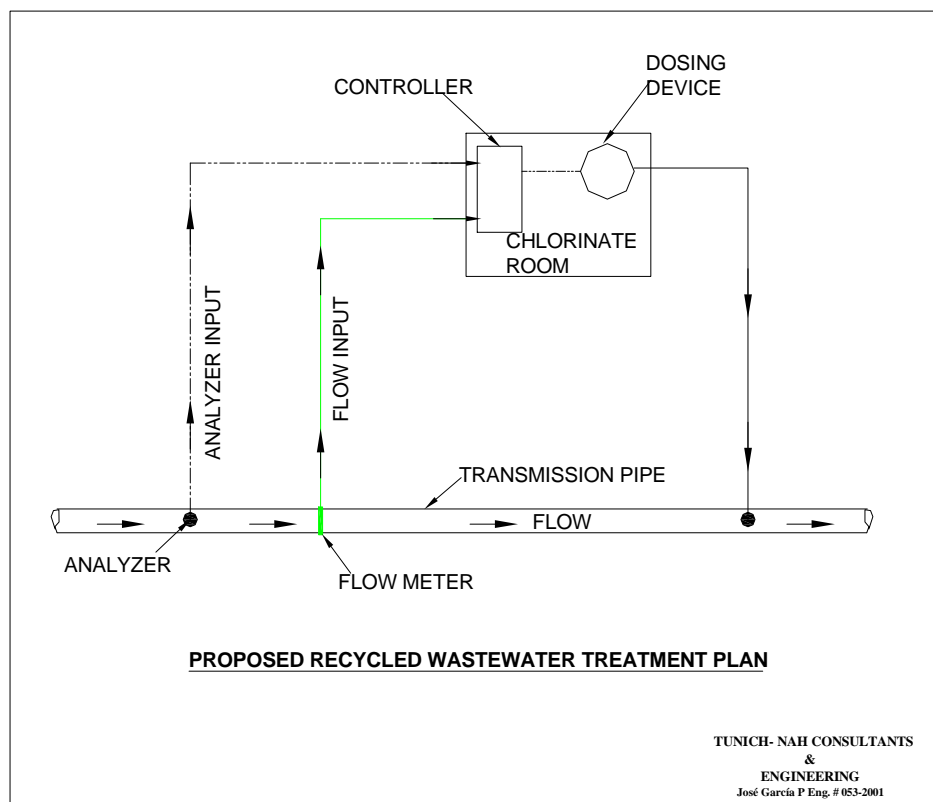 DOSING
DEVICE
CONTROLLER
CHLORINATE
ROOM
ANALYZER INPUT
FLOW INPUT
TRANSMISSION PIPE
FLOW
ANALYZER
FLOW METER
PROPOSED RECYCLED WASTEWATER TREATMENT PLAN
TUNICH- NAH CONSULTANTS
&
ENGINEERING
José García P Eng. # 053-2001